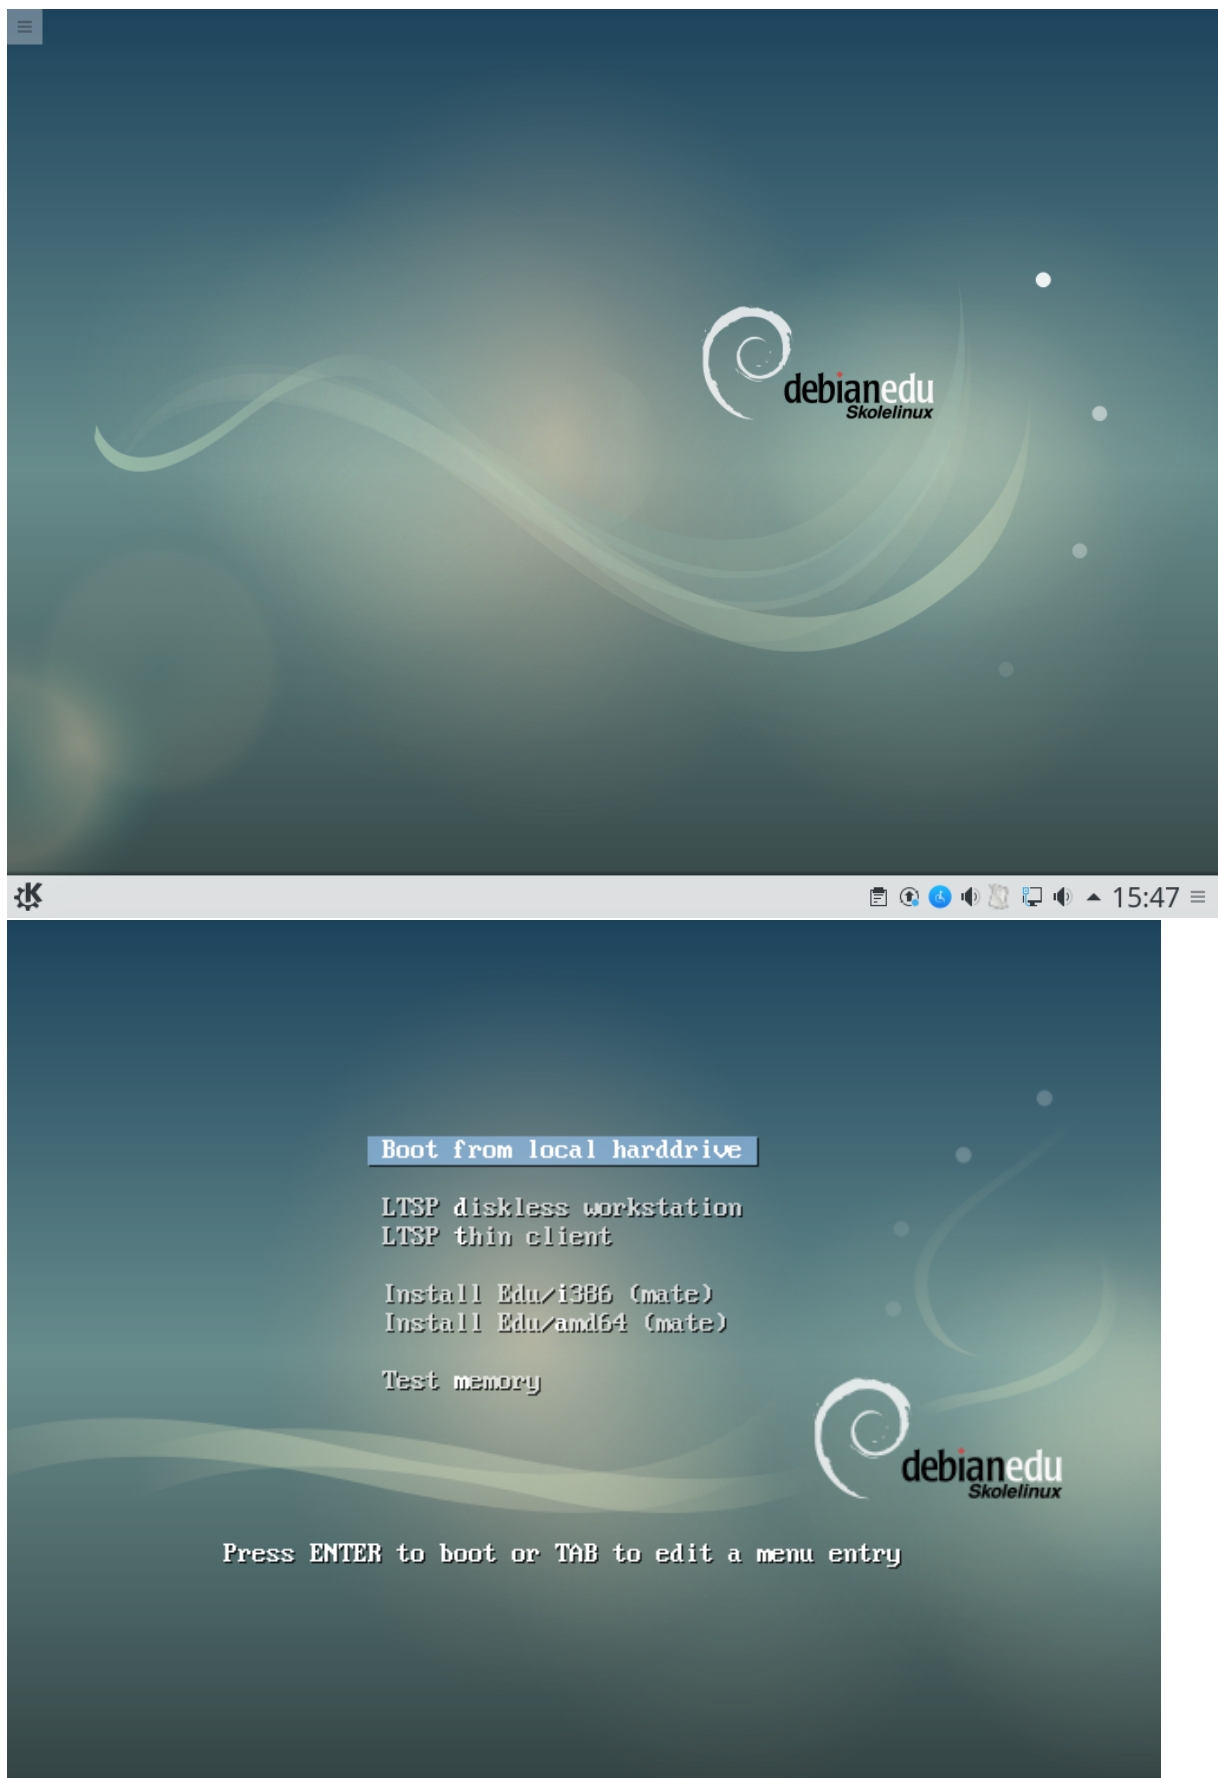 debianedu
Skolelinux
15:47
Boot from local harddrive
LTSP diskless workstation
LTSP thin client
Install Edu/i386 (mate)
Install Edu/amd64 (mate)
Test memory
debianedu
Skolelinux
Press ENTER to boot or TAB to edit a menu entry